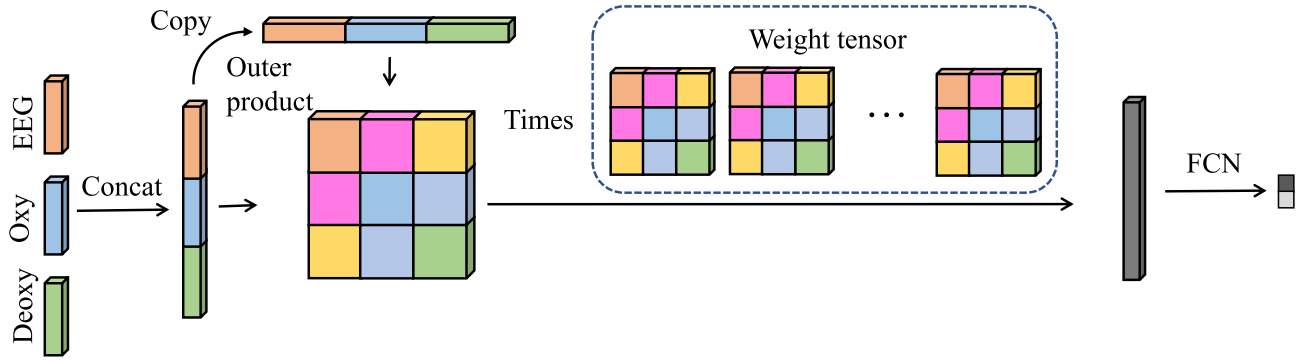 EEG
Oxy
Deoxy
Concat
Copy
Outer
product
Times
Weight tensor
...
FCN